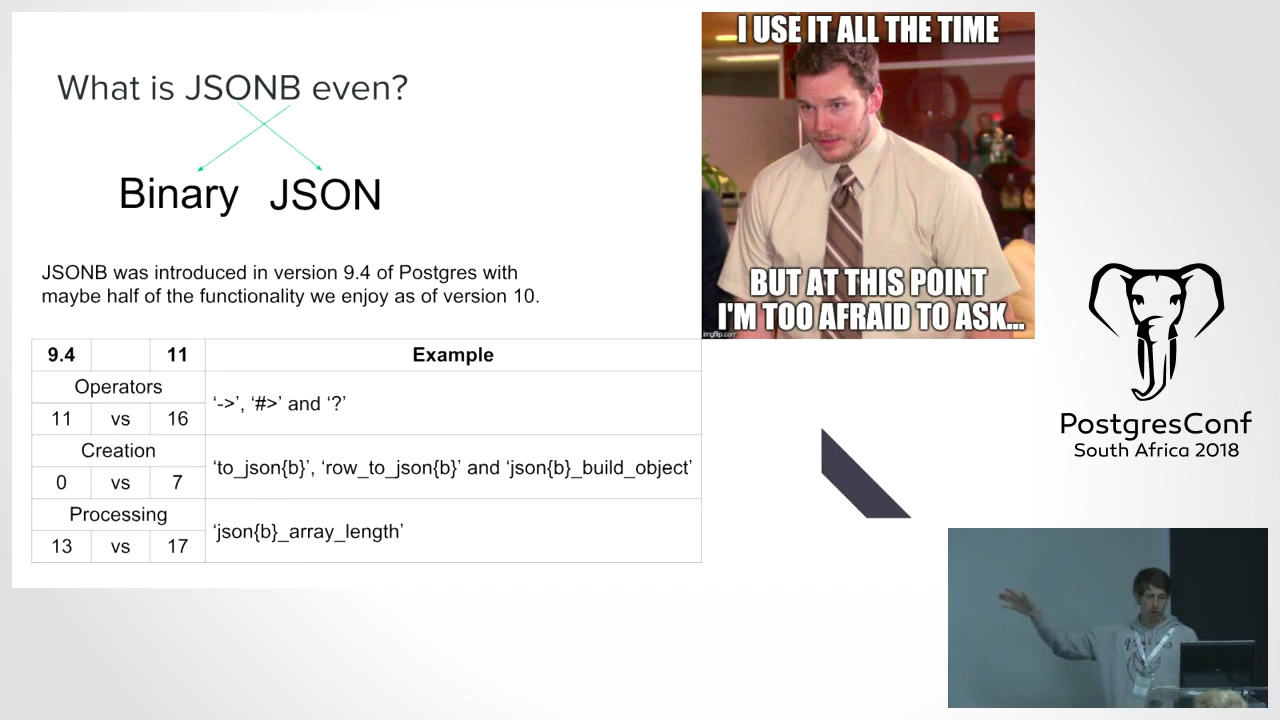 What is JSONB even?
Binary JSON
JSONB was introduced in version 9.4 of Postgres with
maybe half of the functionality we enjoy as of version 10.
9.4 11 Example
Operators
11 vs 16
‘->’, ‘#>’ and ‘?’
Creation
0 vs 7
‘to_json{b}’, ‘row_to_json{b}’ and ‘json{b}_build_object’
Processing
13 vs 17
‘json{b}_array_length’
I USE IT ALL THE TIME
BUT AT THIS POINT
I'M TOO AFRAID TO ASK...
imgflip.com
PostgresConf
South Africa 2018